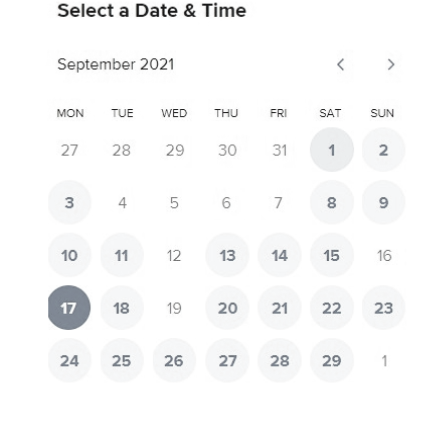 Select a Date & Time
September 2021
MON TUE WED THU FRI SAT SUN
27 28 29 30 31 1 2
3 4 5 6 7 8 9
10 11 12 13 14 15 16
17 18 19 20 21 22 23
24 25 26 27 28 29 1